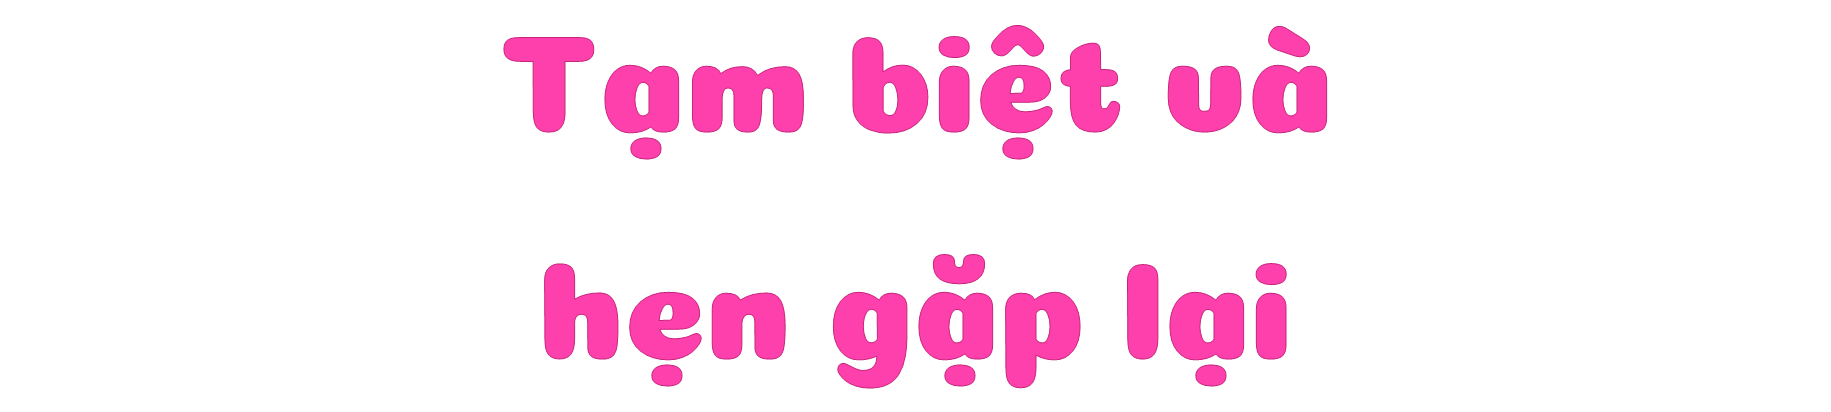 Tạm biệt và
hẹn gặp lại